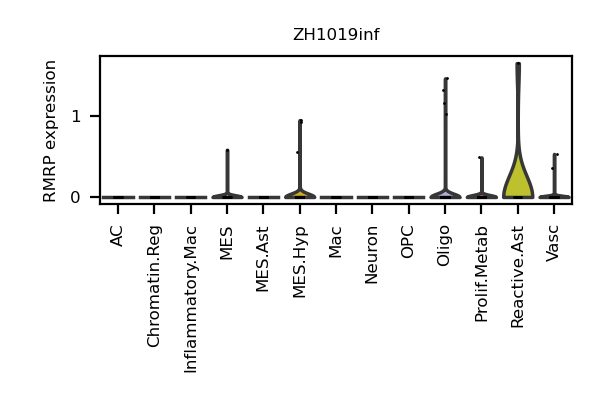 ZH1019inf
RMRP expression
1
0
AC
Chromatin.Reg
Inflammatory.Mac
MES
MES.Ast
MES.Hyp
Mac
Neuron
OPC
Oligo
Prolif.Metab
Reactive.Ast
Vasc